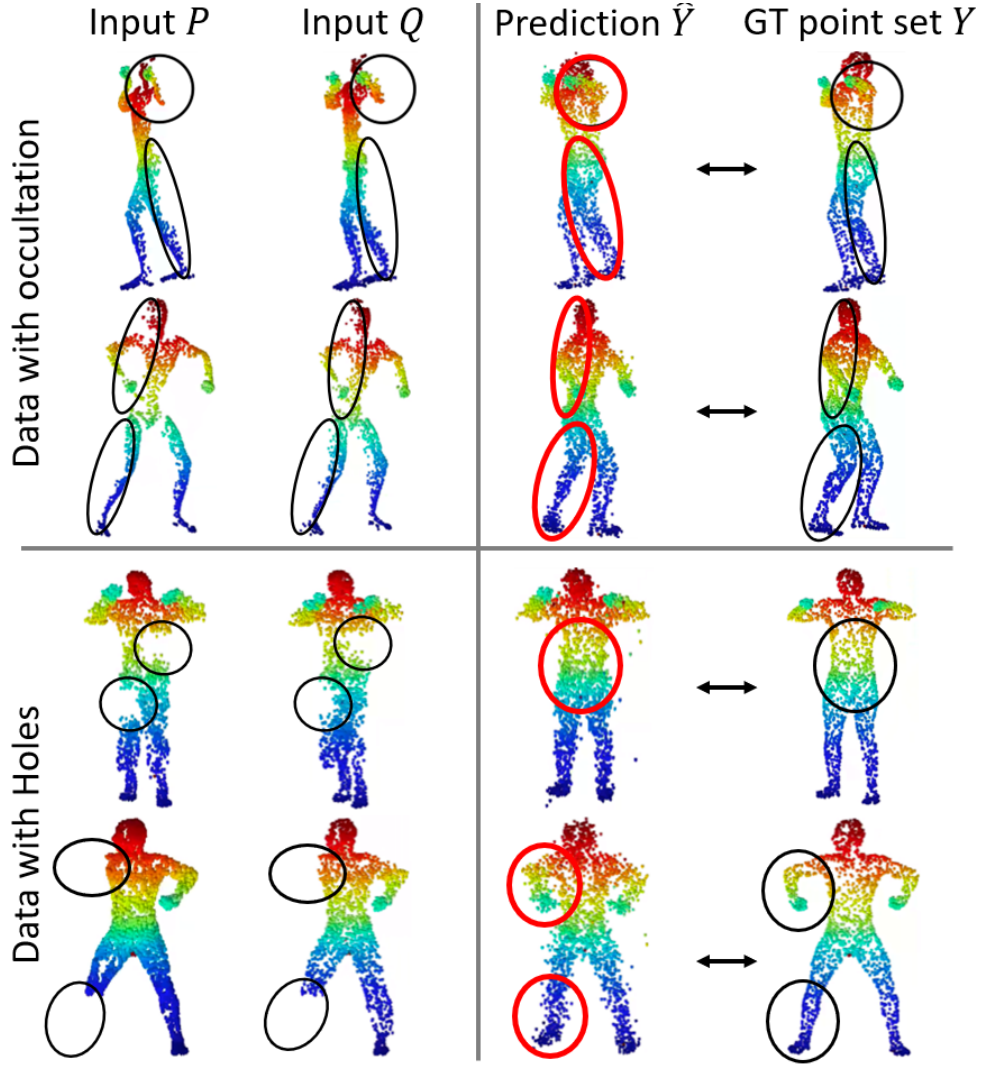 Input P
Input Q
Prediction Ŷ
GT point set Y
Data with occultation
Data with Holes